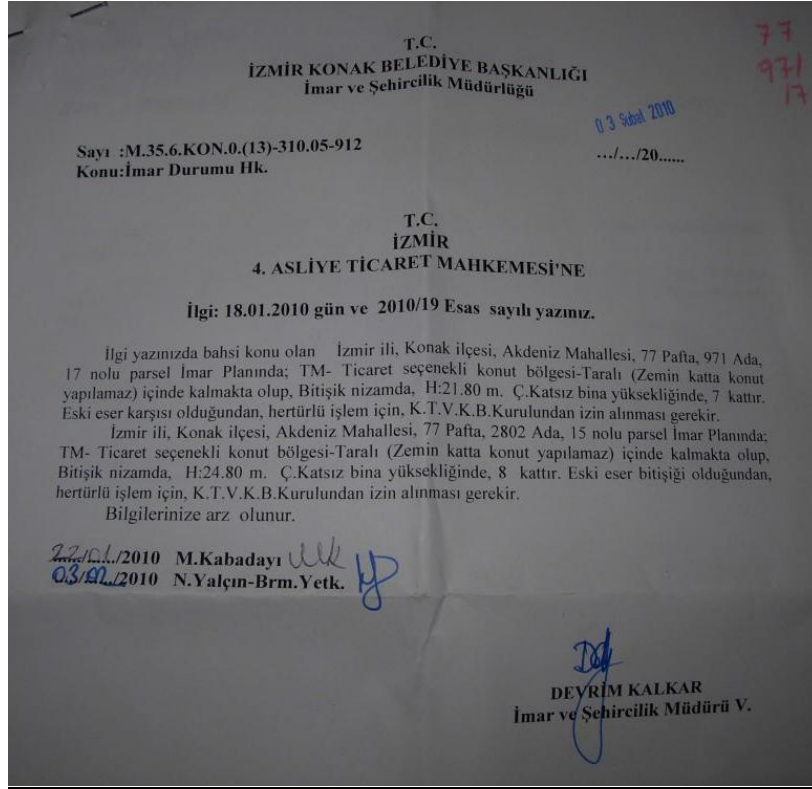 77
971
17
T.C.
İZMİR KONAK BELEDİYE BAŞKANLIĞI
İmar ve Şehircilik Müdürlüğü
03 Şubat 2010
Sayı :M.35.6.KON.0.(13)-310.05-912
.../.../20......
Konu:İmar Durumu Hk.
T.C.
İZMİR
4. ASLİYE TİCARET MAHKEMESİ'NE
İlgi: 18.01.2010 gün ve 2010/19 Esas sayılı yazınız.
İlgi yazınızda bahsi konu olan İzmir ili, Konak ilçesi, Akdeniz Mahallesi, 77 Pafta, 971 Ada,
17 nolu parsel İmar Planında; TM- Ticaret seçenekli konut bölgesi-Taralı (Zemin katta konut
yapılamaz) içinde kalmakta olup, Bitişik nizamda, H:21.80 m. Ç.Katsız bina yüksekliğinde, 7 kattır.
Eski eser karşısı olduğundan, hertürlü işlem için, K.T.V.K.B.Kurulundan izin alınması gerekir.
İzmir ili, Konak ilçesi, Akdeniz Mahallesi, 77 Pafta, 2802 Ada, 15 nolu parsel İmar Planında;
TM- Ticaret seçenekli konut bölgesi-Taralı (Zemin katta konut yapılamaz) içinde kalmakta olup,
Bitişik nizamda, H:24.80 m. Ç.Katsız bina yüksekliğinde, 8 kattır. Eski eser bitişiği olduğundan,
hertürlü işlem için, K.T.V.K.B.Kurulundan izin alınması gerekir.
Bilgilerinize arz olunur.
22/01/2010 M.Kabadayı
03/02/2010 N.Yalçın-Brm.Yetk.
DEVRİM KALKAR
İmar ve Şehircilik Müdürü V.